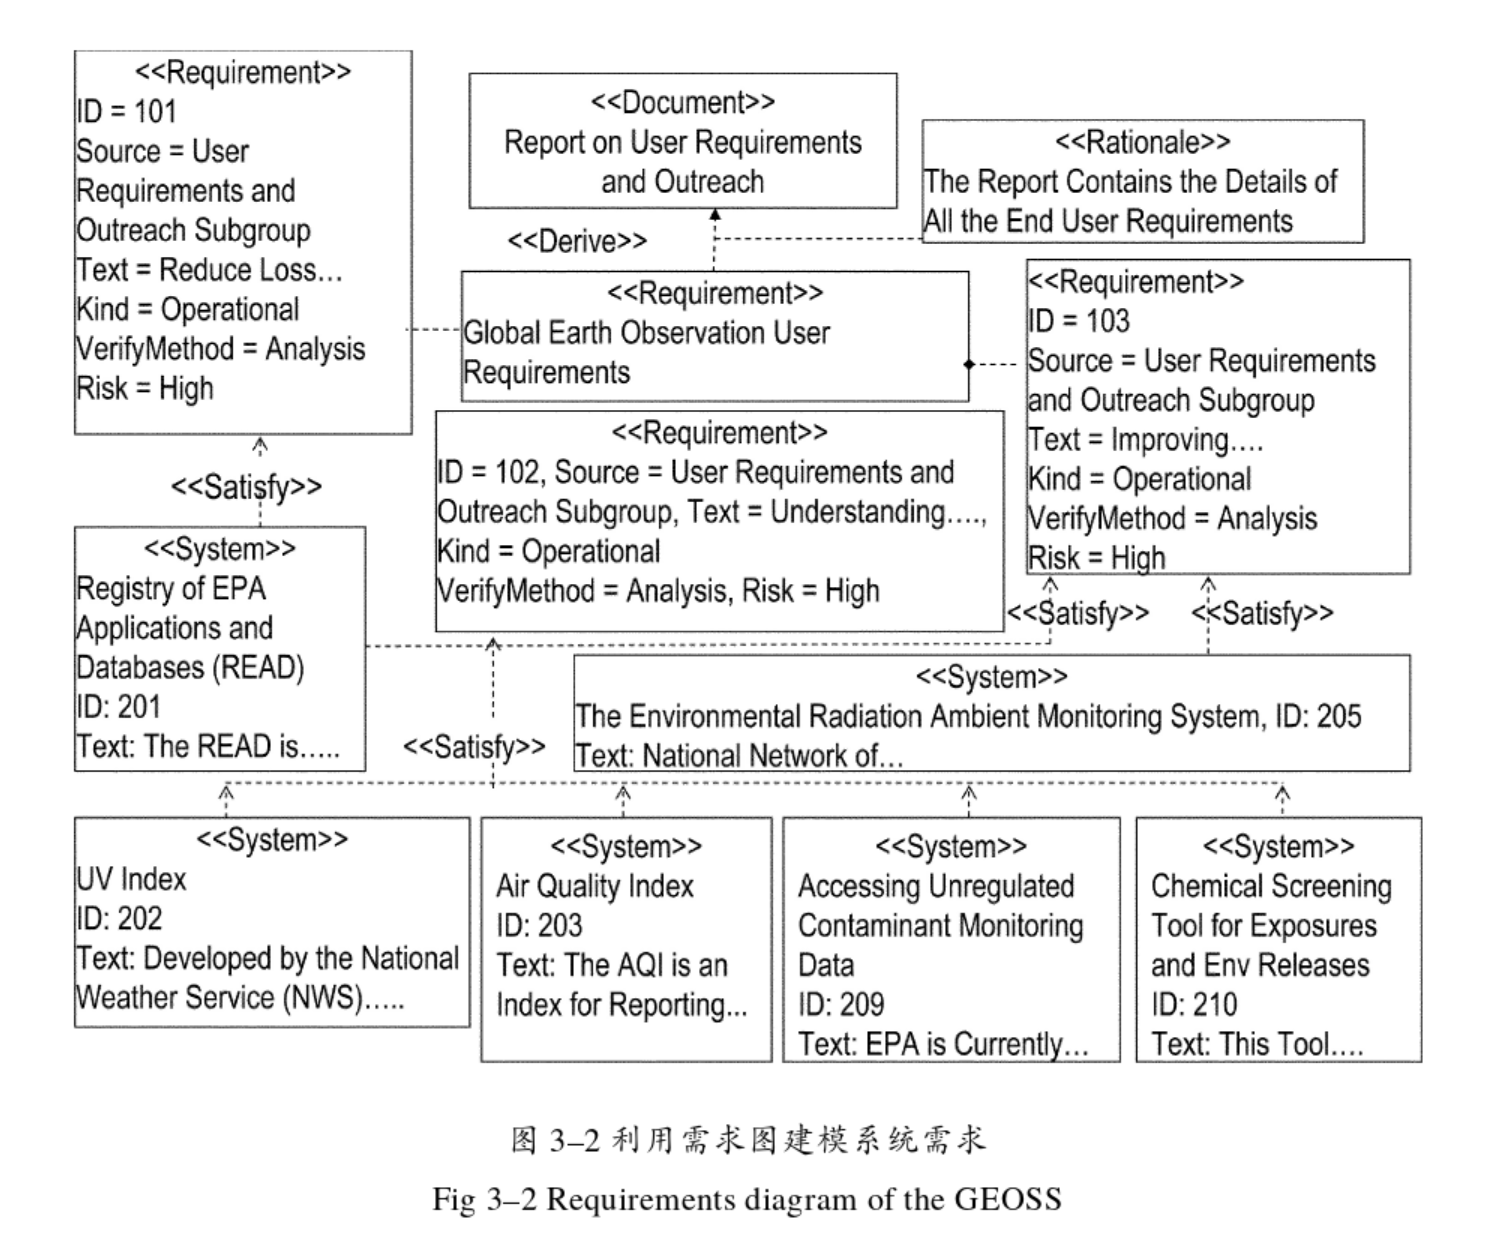 <<Requirement>>
ID = 101
Source = User
Requirements and
Outreach Subgroup
Text = Reduce Loss...
Kind = Operational
VerifyMethod = Analysis
Risk = High
<<Document>>
Report on User Requirements
and Outreach
<<Rationale>>
The Report Contains the Details of
All the End User Requirements
<<Derive>>
<<Requirement>>
Global Earth Observation User
Requirements
<<Requirement>>
ID = 103
Source = User Requirements
and Outreach Subgroup
Text = Improving....
Kind = Operational
VerifyMethod = Analysis
Risk = High
<<Requirement>>
ID = 102, Source = User Requirements and
Outreach Subgroup, Text = Understanding....,
Kind = Operational
VerifyMethod = Analysis, Risk = High
<<Satisfy>>
<<System>>
Registry of EPA
Applications and
Databases (READ)
ID: 201
Text: The READ is.....
<<Satisfy>>
<<Satisfy>>
<<Satisfy>>
<<System>>
The Environmental Radiation Ambient Monitoring System, ID: 205
Text: National Network of...
<<System>>
UV Index
ID: 202
Text: Developed by the National
Weather Service (NWS).....
<<System>>
Air Quality Index
ID: 203
Text: The AQI is an
Index for Reporting...
<<System>>
Accessing Unregulated
Contaminant Monitoring
Data
ID: 209
Text: EPA is Currently...
<<System>>
Chemical Screening
Tool for Exposures
and Env Releases
ID: 210
Text: This Tool....
图 3–2 利用需求图建模系统需求
Fig 3–2 Requirements diagram of the GEOSS